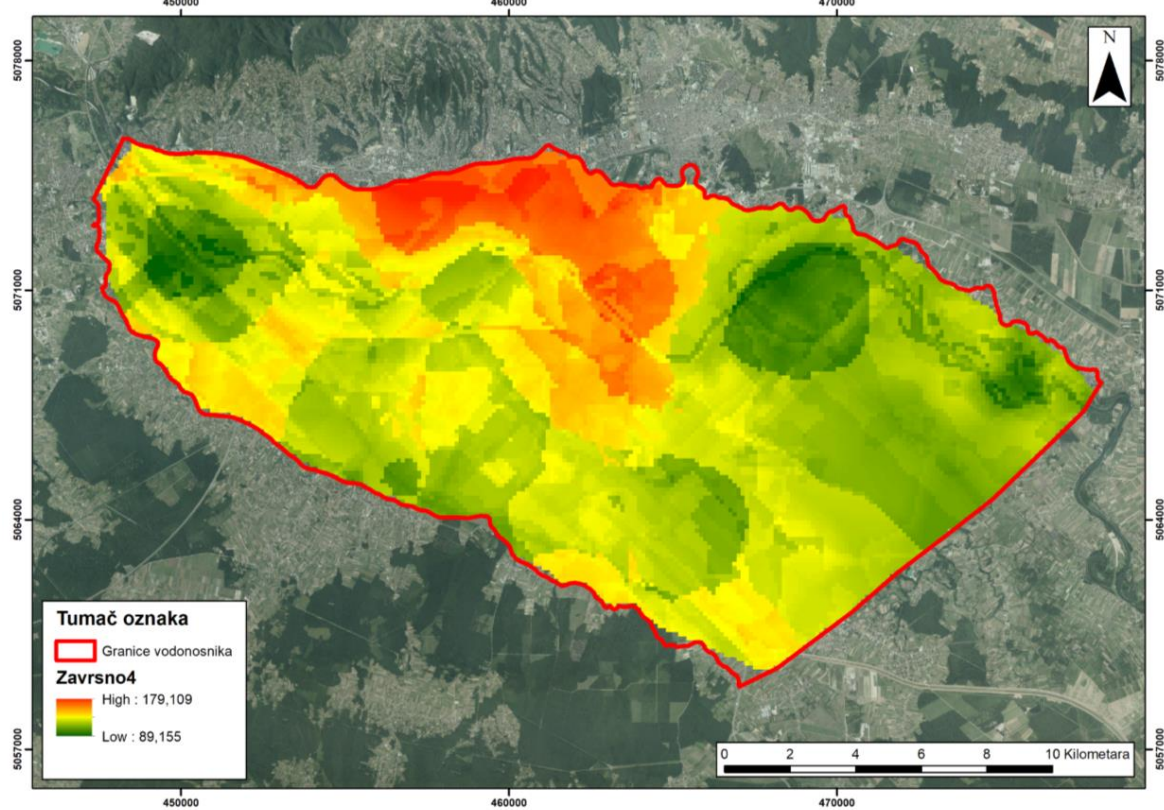 450000
460000
470000
5078000
5078000
N
5071000
5071000
5064000
5064000
Tumač oznaka
Granice vodonosnika
Zavrsno4
High : 179,109
Low : 89,155
0 2 4 6 8 10 Kilometara
5057000
5057000
450000
460000
470000